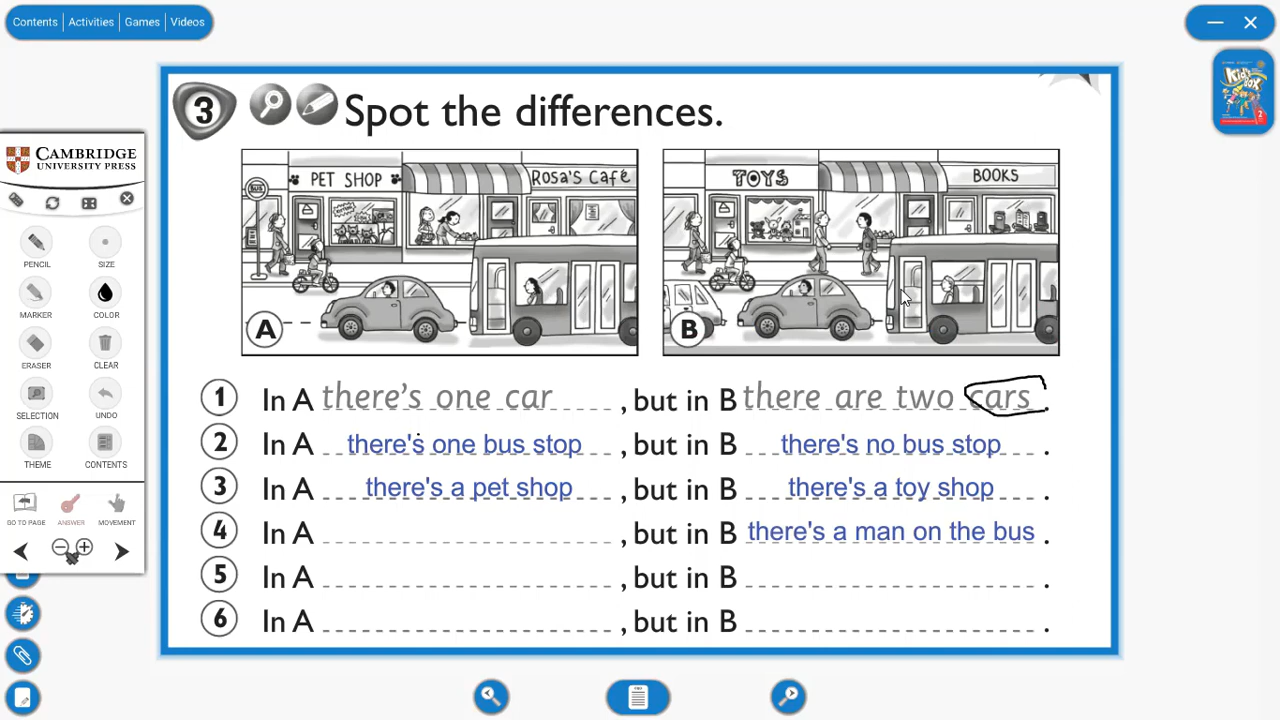 Contents Activities Games Videos
3 Spot the differences.
CAMBRIDGE
UNIVERSITY PRESS
PENCIL SIZE
MARKER COLOR
ERASER CLEAR
SELECTION UNDO
THEME CONTENTS
GO TO PAGE ANSWER MOVEMENT
BUS PET SHOP ROSA'S Café
TOYS BOOKS
A B
1 In A there's one car, but in B there are two cars.
2 In A there's one bus stop, but in B there's no bus stop.
3 In A there's a pet shop, but in B there's a toy shop.
4 In A, but in B there's a man on the bus.
5 In A, but in B.
6 In A, but in B.
Kid's Box 2